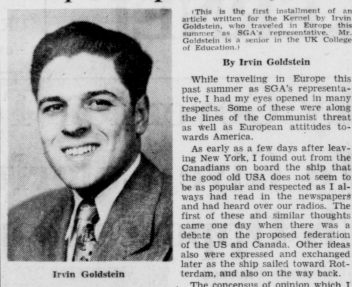 (This is the first installment of an
article written for the Kernel by Irvin
Goldstein, who traveled in Europe this
summer as SGA's representative. Mr.
Goldstein is a senior in the UK College
of Education.)
By Irvin Goldstein
While traveling in Europe this
past summer as SGA's representa-
tive, I had my eyes opened in many
respects. Some of these were along
the lines of the Communist threat
as well as European attitudes to-
wards America.
As early as a few days after leav-
ing New York, I found out from the
Canadians on board the ship that
the good old USA does not seem to
be as popular and respected as I al-
ways had read in the newspapers
and had heard over our radios. The
first of these and similar thoughts
came one day when there was a
debate on the proposed federation
of the US and Canada. Other ideas
also were expressed and exchanged
later as the ship sailed toward Rot-
terdam, and also on the way back.
The concensus of opinion which I
Irvin Goldstein